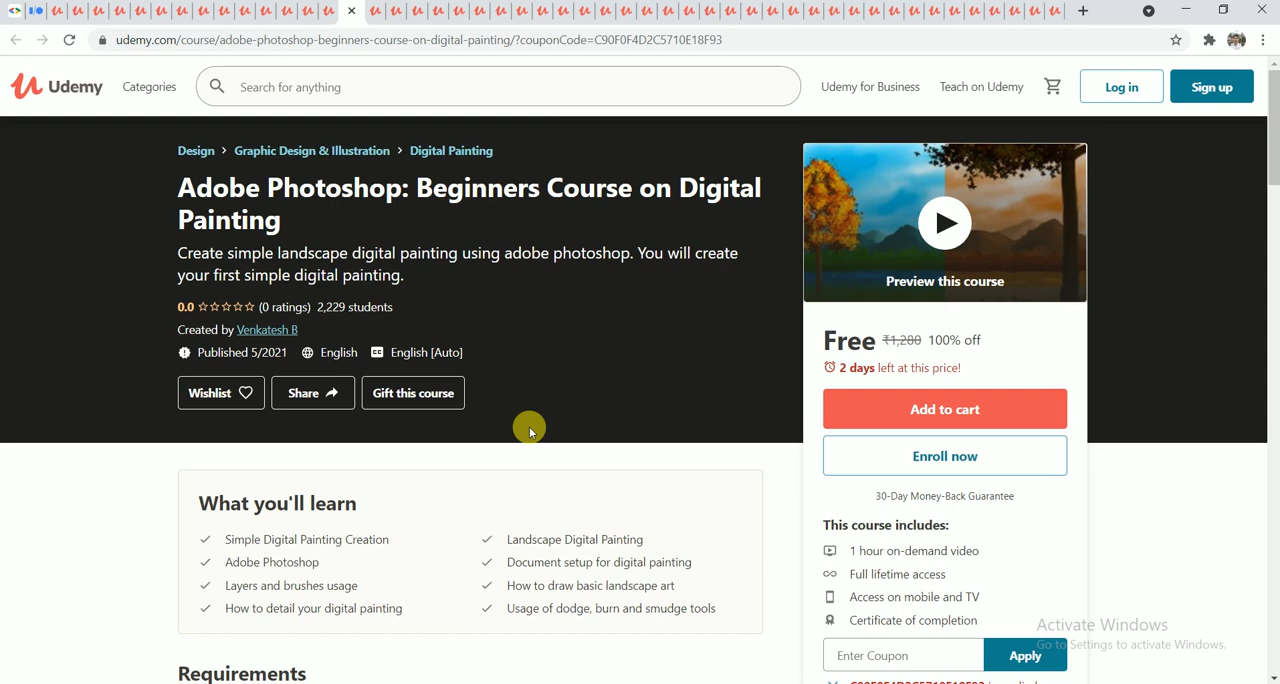 udemy.com/course/adobe-photoshop-beginners-course-on-digital-painting/?couponCode=C90F0F4D2C5710E18F93
Udemy
Categories
Search for anything
Udemy for Business
Teach on Udemy
Log in
Sign up
Design > Graphic Design & Illustration > Digital Painting
Adobe Photoshop: Beginners Course on Digital
Painting
Create simple landscape digital painting using adobe photoshop. You will create
your first simple digital painting.
0.0 (0 ratings) 2,229 students
Created by Venkatesh B
Published 5/2021 English CC English [Auto]
Wishlist
Share
Gift this course
Preview this course
Free ₹1,280 100% off
2 days left at this price!
Add to cart
Enroll now
30-Day Money-Back Guarantee
This course includes:
1 hour on-demand video
Full lifetime access
Access on mobile and TV
Certificate of completion
Enter Coupon
Apply
What you'll learn
Simple Digital Painting Creation
Adobe Photoshop
Layers and brushes usage
How to detail your digital painting
Landscape Digital Painting
Document setup for digital painting
How to draw basic landscape art
Usage of dodge, burn and smudge tools
Requirements
Activate Windows
Go to Settings to activate Windows.